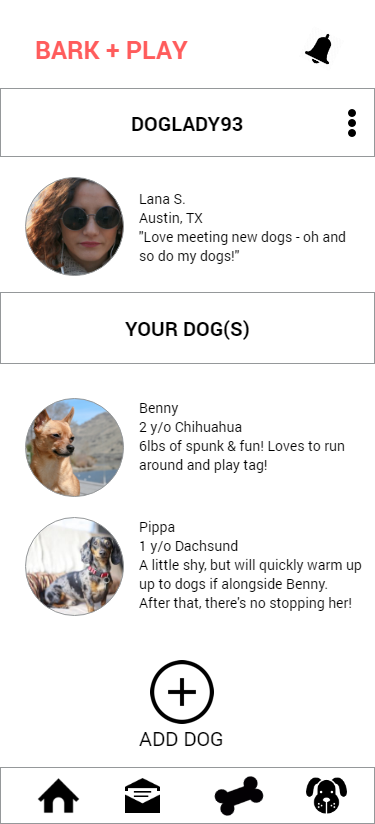 BARK + PLAY
DOGLADY93
Lana S.
Austin, TX
"Love meeting new dogs - oh and
so do my dogs!"
YOUR DOG(S)
Benny
2 y/o Chihuahua
6lbs of spunk & fun! Loves to run
around and play tag!
Pippa
1 y/o Dachsund
A little shy, but will quickly warm up
up to dogs if alongside Benny.
After that, there's no stopping her!
ADD DOG